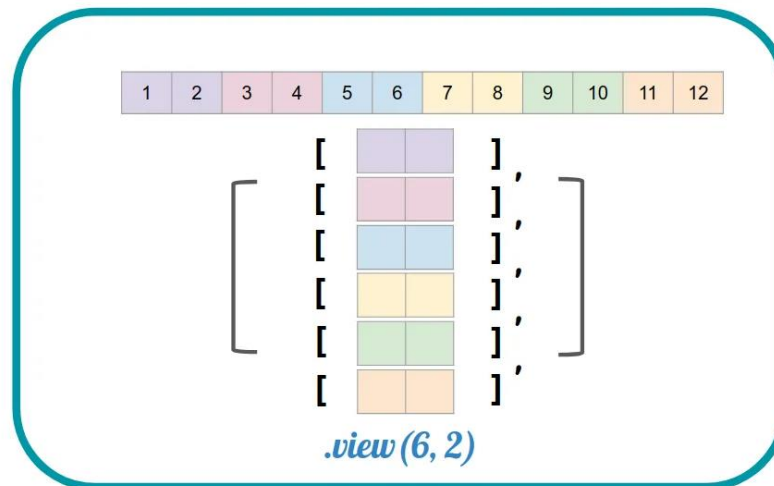 1 2 3 4 5 6 7 8 9 10 11 12
[ ] ,
[ ] ,
[ ] ,
[ ] ,
[ ] ,
[ ]
.view (6, 2)